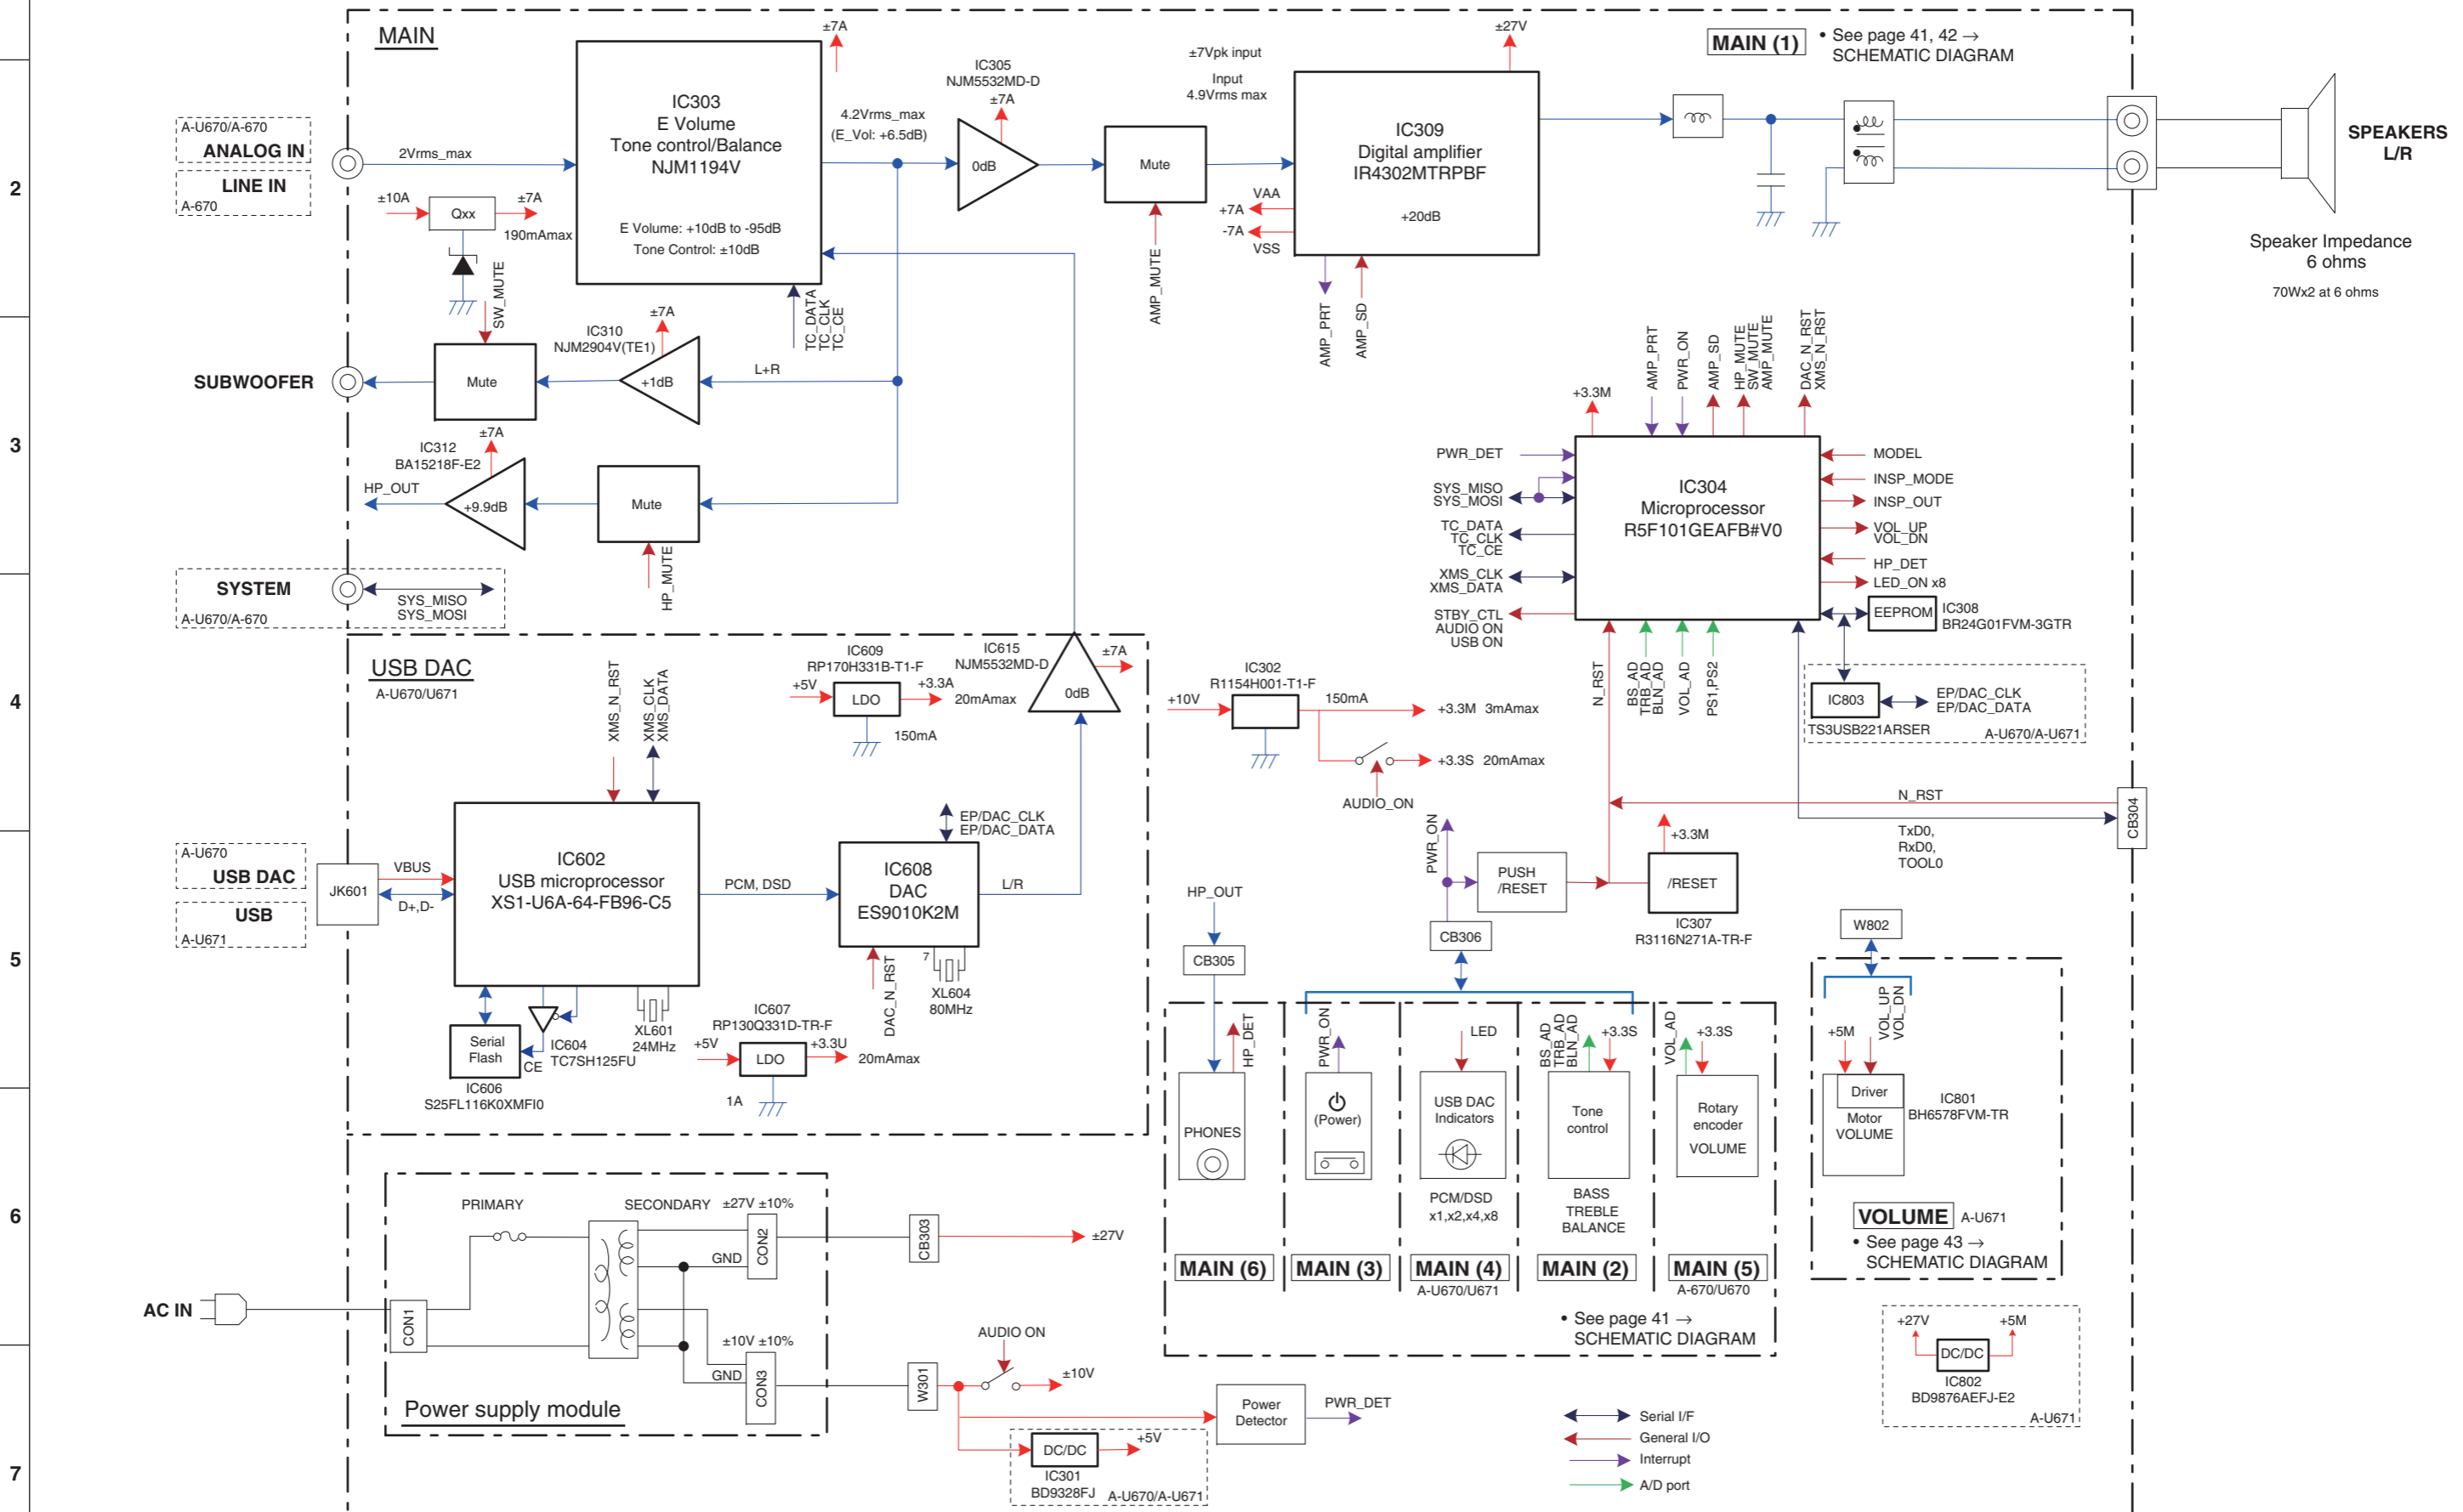 2
3
4
5
6
7
MAIN
MAIN (1)
• See page 41, 42 →
SCHEMATIC DIAGRAM
A-U670/A-670
ANALOG IN
LINE IN
A-670
2Vrms_max
±10A
Qxx
±7A
190mAmax
IC303
E Volume
Tone control/Balance
NJM1194V
E Volume: +10dB to -95dB
Tone Control: ±10dB
±7A
4.2Vrms_max
(E_Vol: +6.5dB)
TC_DATA
TC_CLK
TC_CE
IC305
NJM5532MD-D
±7A
0dB
Mute
AMP_MUTE
±7Vpk input
Input
4.9Vrms max
±27V
IC309
Digital amplifier
IR4302MTRPBF
+20dB
VAA
+7A
-7A
VSS
AMP_PRT
AMP_SD
SPEAKERS
L/R
Speaker Impedance
6 ohms
70Wx2 at 6 ohms
SW_MUTE
SUBWOOFER
Mute
IC310
NJM2904V(TE1)
±7A
+1dB
L+R
IC312
BA15218F-E2
±7A
HP_OUT
+9.9dB
Mute
HP_MUTE
SYSTEM
A-U670/A-670
SYS_MISO
SYS_MOSI
+3.3M
AMP_PRT
PWR_ON
AMP_SD
HP_MUTE
SW_MUTE
AMP_MUTE
DAC_N_RST
XMS_N_RST
IC304
Microprocessor
R5F101GEAFB#V0
PWR_DET
SYS_MISO
SYS_MOSI
TC_DATA
TC_CLK
TC_CE
XMS_CLK
XMS_DATA
STBY_CTL
AUDIO ON
USB ON
MODEL
INSP_MODE
INSP_OUT
VOL_UP
VOL_DN
HP_DET
LED_ON x8
EEPROM
IC308
BR24G01FVM-3GTR
N_RST
BS_AD
TRB_AD
BLN_AD
VOL_AD
PS1,PS2
IC803
TS3USB221ARSER
EP/DAC_CLK
EP/DAC_DATA
A-U670/A-U671
USB DAC
A-U670/U671
XMS_N_RST
XMS_CLK
XMS_DATA
IC609
RP170H331B-T1-F
+5V
LDO
+3.3A
20mAmax
150mA
IC615
NJM5532MD-D
±7A
0dB
IC302
R1154H001-T1-F
+10V
150mA
+3.3M 3mAmax
+3.3S 20mAmax
AUDIO_ON
N_RST
TxD0,
RxD0,
TOOL0
CB304
A-U670
USB DAC
USB
A-U671
JK601
VBUS
D+,D-
IC602
USB microprocessor
XS1-U6A-64-FB96-C5
PCM, DSD
EP/DAC_CLK
EP/DAC_DATA
IC608
DAC
ES9010K2M
L/R
DAC_N_RST
7
XL604
80MHz
XL601
24MHz
Serial
Flash
CE
IC604
TC7SH125FU
IC606
S25FL116K0XMFI0
IC607
RP130Q331D-TR-F
+5V
LDO
+3.3U
20mAmax
1A
HP_OUT
CB305
PWR_ON
PUSH
/RESET
CB306
+3.3M
/RESET
IC307
R3116N271A-TR-F
W802
HP_DET
PHONES
MAIN (6)
PWR_ON
(Power)
MAIN (3)
LED
USB DAC
Indicators
PCM/DSD
x1,x2,x4,x8
MAIN (4)
A-U670/U671
BS_AD
TRB_AD
BLN_AD
+3.3S
Tone
control
BASS
TREBLE
BALANCE
MAIN (2)
VOL_AD
+3.3S
Rotary
encoder
VOLUME
MAIN (5)
A-670/U670
• See page 41 →
SCHEMATIC DIAGRAM
VOL_UP
VOL_DN
+5M
Driver
Motor
VOLUME
IC801
BH6578FVM-TR
VOLUME
A-U671
• See page 43 →
SCHEMATIC DIAGRAM
PRIMARY
SECONDARY
±27V ±10%
GND
CON2
CB303
±27V
AC IN
CON1
±10V ±10%
GND
CON3
W301
AUDIO ON
±10V
Power supply module
Power
Detector
PWR_DET
DC/DC
+5V
IC301
BD9328FJ
A-U670/A-U671
+27V
+5M
DC/DC
IC802
BD9876AEFJ-E2
A-U671
Serial I/F
General I/O
Interrupt
A/D port